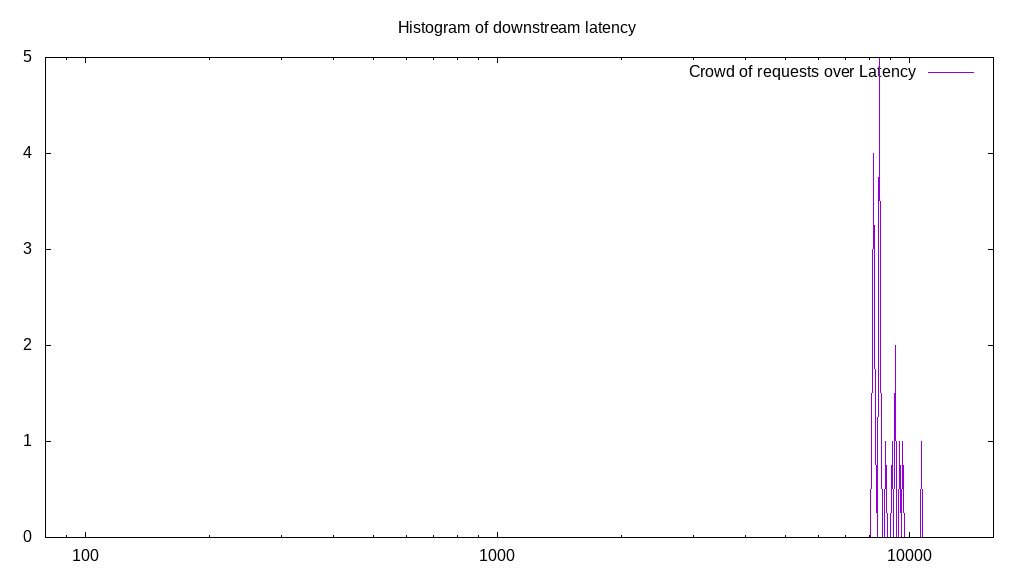 Histogram of downstream latency
Crowd of requests over Latency
5
4
3
2
1
0
100 1000 10000